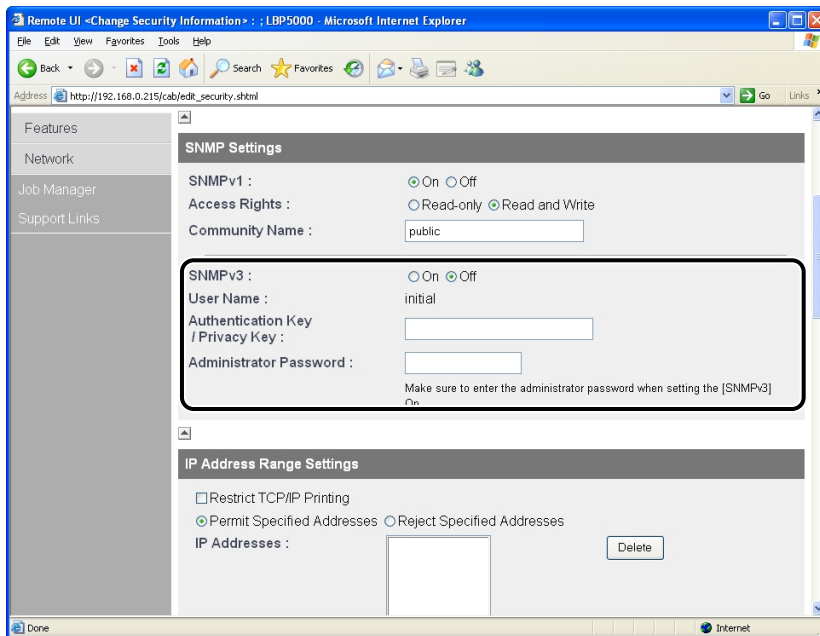 Remote UI <Change Security Information> : ; LBP5000 - Microsoft Internet Explorer
File Edit View Favorites Tools Help
Back Search Favorites
Address http://192.168.0.215/cab/edit_security.shtml Go Links
Features
Network
Job Manager
Support Links
SNMP Settings
SNMPv1 : On Off
Access Rights : Read-only Read and Write
Community Name : public
SNMPv3 : On Off
User Name : initial
Authentication Key
/ Privacy Key :
Administrator Password :
Make sure to enter the administrator password when setting the [SNMPv3]
On
IP Address Range Settings
Restrict TCP/IP Printing
Permit Specified Addresses Reject Specified Addresses
IP Addresses : Delete
Done Internet